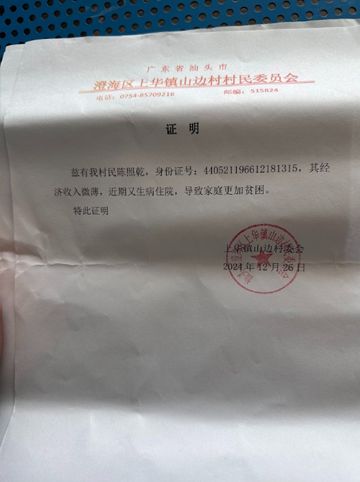 广东省汕头市
澄海区上华镇山边村村民委员会
电话：0754-85709218 邮编：515824
证明
兹有我村民陈照乾，身份证号：440521196612181315，其经
济收入微薄，近期又生病住院，导致家庭更加贫困。
特此证明
上华镇山边村委会
2024年12月26日